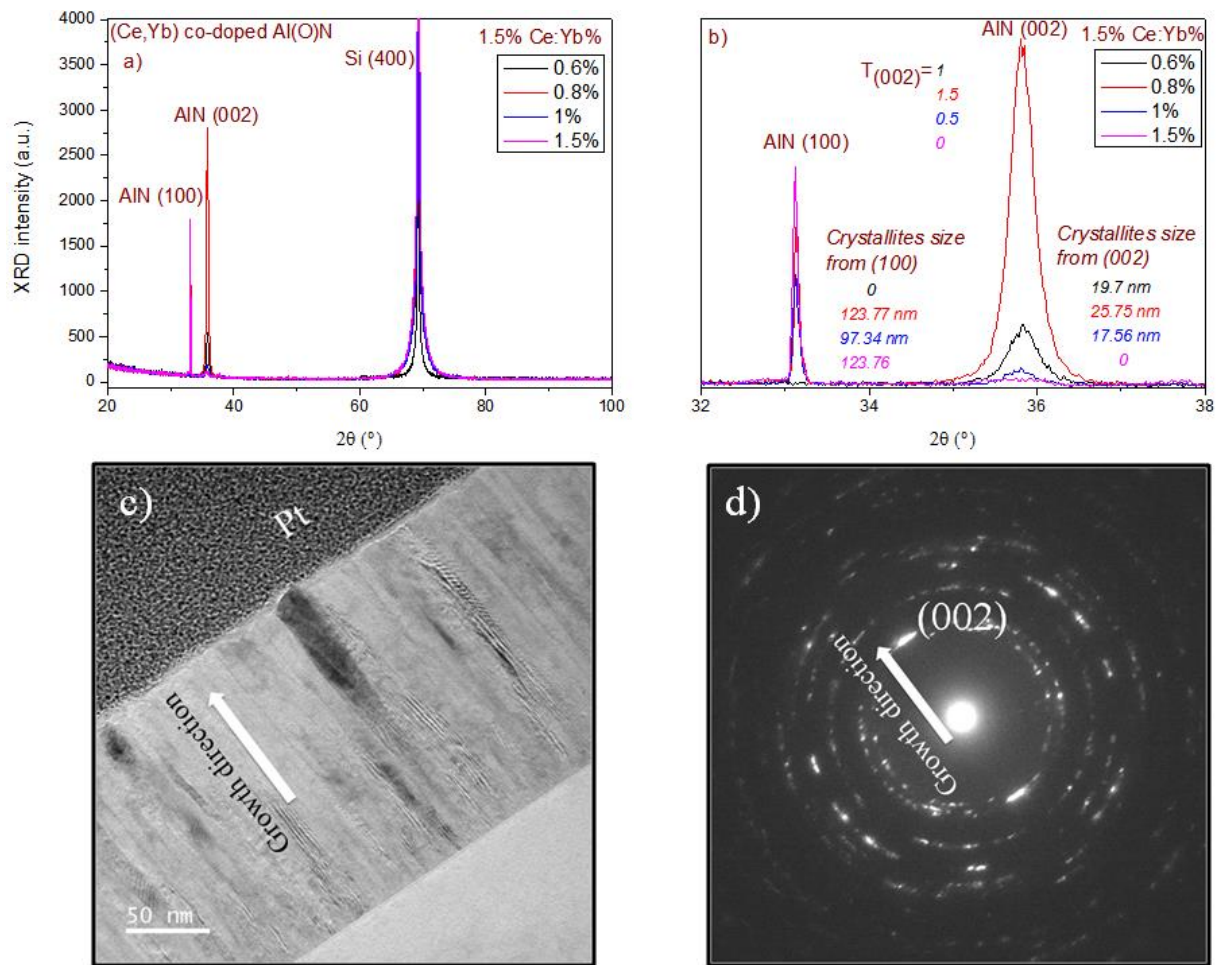 (Ce,Yb) co-doped Al(O)N
a)
1.5% Ce:Yb%
0.6%
0.8%
1%
1.5%
Si (400)
AlN (002)
AlN (100)
XRD intensity (a.u.)
4000
3500
3000
2500
2000
1500
1000
500
0
20
40
60
80
100
2θ (°)
b)
AlN (002)
1.5% Ce:Yb%
0.6%
0.8%
1%
1.5%
T(002)= 1
1.5
0.5
0
AlN (100)
Crystallites size
from (100)
0
123.77 nm
97.34 nm
123.76
Crystallites size
from (002)
19.7 nm
25.75 nm
17.56 nm
0
32
34
36
38
2θ (°)
c)
Pt
Growth direction
50 nm
d)
(002)
Growth direction